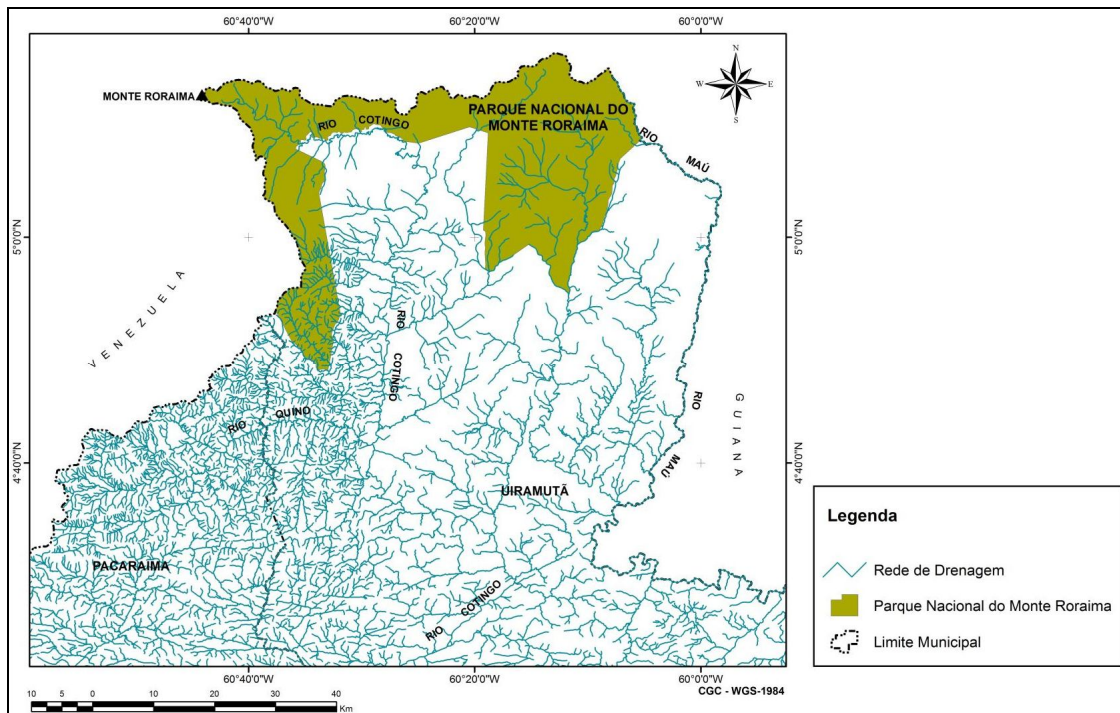 60°40'0"W
60°20'0"W
60°0'0"W
N
W
E
S
MONTE RORAIMA
PARQUE NACIONAL DO
MONTE RORAIMA
RIO COTINGO
RIO MAÚ
5°0'0"N
5°0'0"N
VENEZUELA
RIO COTINGO
RIO QUINO
RIO MAÚ
GUIANA
4°40'0"N
4°40'0"N
UIRAMUTÃ
PACARAIMA
RIO COTINGO
60°40'0"W
60°20'0"W
60°0'0"W
CGC - WGS-1984
10 5 0 10 20 30 40
Km
Legenda
Rede de Drenagem
Parque Nacional do Monte Roraima
Limite Municipal